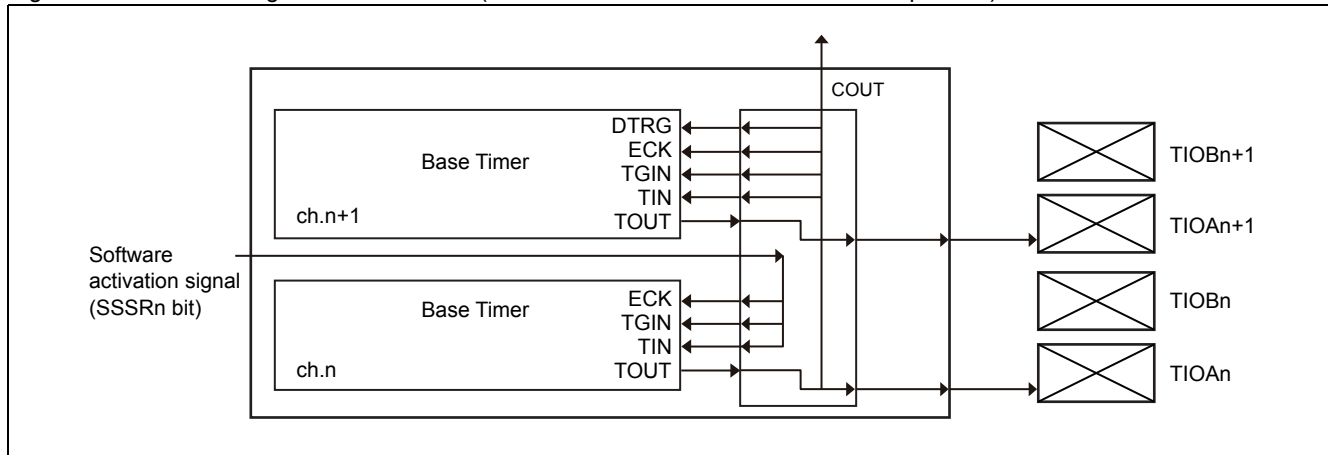 COUT
DTRG
ECK
Base Timer
TGIN
TIN
ch.n+1
TOUT
TIOBn+1
TIOAn+1
Software
activation signal
(SSSRn bit)
ECK
Base Timer
TGIN
TIN
ch.n
TOUT
TIOBn
TIOAn